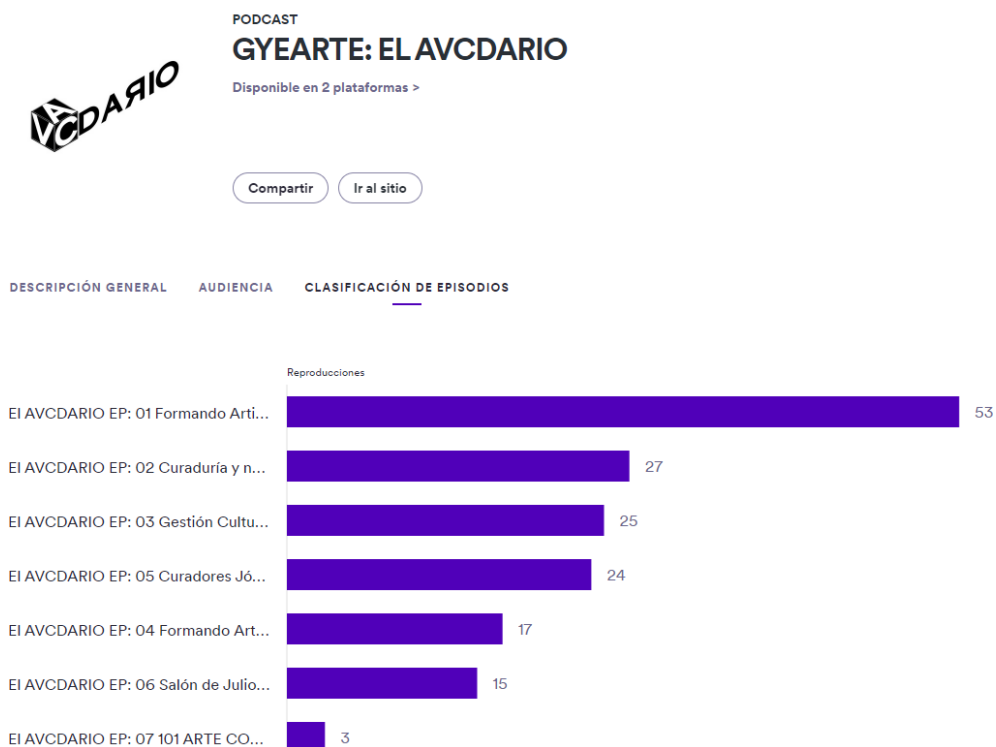 PODCAST
GYEARTE: EL AVCDARIO
AVCDARIO
Disponible en 2 plataformas >
Compartir
Ir al sitio
DESCRIPCIÓN GENERAL
AUDIENCIA
CLASIFICACIÓN DE EPISODIOS
Reproducciones
El AVCDARIO EP: 01 Formando Arti... 53
El AVCDARIO EP: 02 Curaduría y n... 27
El AVCDARIO EP: 03 Gestión Cultu... 25
El AVCDARIO EP: 05 Curadores Jó... 24
El AVCDARIO EP: 04 Formando Art... 17
El AVCDARIO EP: 06 Salón de Julio... 15
El AVCDARIO EP: 07 101 ARTE CO... 3